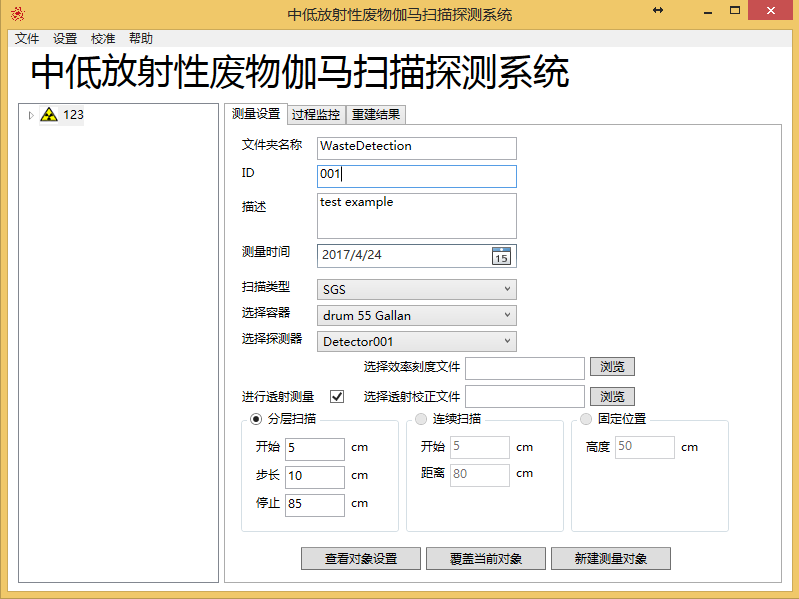 中低放射性废物伽马扫描探测系统
文件 设置 校准 帮助
中低放射性废物伽马扫描探测系统
123
测量设置 过程监控 重建结果
文件夹名称 WasteDetection
ID 001
描述 test example
测量时间 2017/4/24 15
扫描类型 SGS
选择容器 drum 55 Gallan
选择探测器 Detector001
选择效率刻度文件 浏览
进行透射测量 选择透射校正文件 浏览
分层扫描 连续扫描 固定位置
开始 5 cm 开始 5 cm 高度 50 cm
步长 10 cm 距离 80 cm
停止 85 cm
查看对象设置 覆盖当前对象 新建测量对象